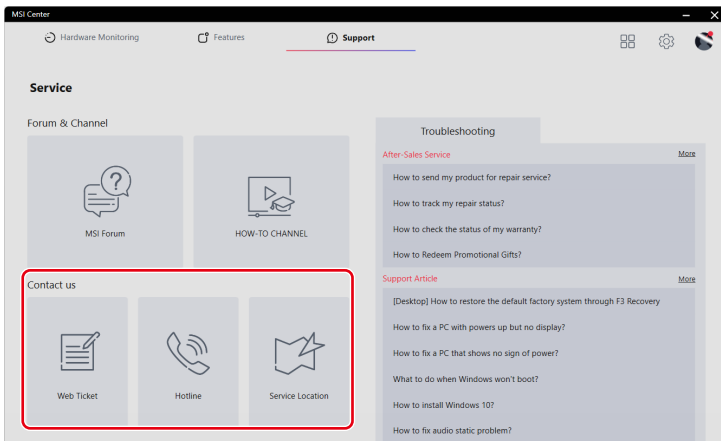 MSI Center
Hardware Monitoring
Features
Support
Service
Forum & Channel
MSI Forum
HOW-TO CHANNEL
Contact us
Web Ticket
Hotline
Service Location
Troubleshooting
After-Sales Service
More
How to send my product for repair service?
How to track my repair status?
How to check the status of my warranty?
How to Redeem Promotional Gifts?
Support Article
More
[Desktop] How to restore the default factory system through F3 Recovery
How to fix a PC with powers up but no display?
How to fix a PC that shows no sign of power?
What to do when Windows won't boot?
How to install Windows 10?
How to fix audio static problem?